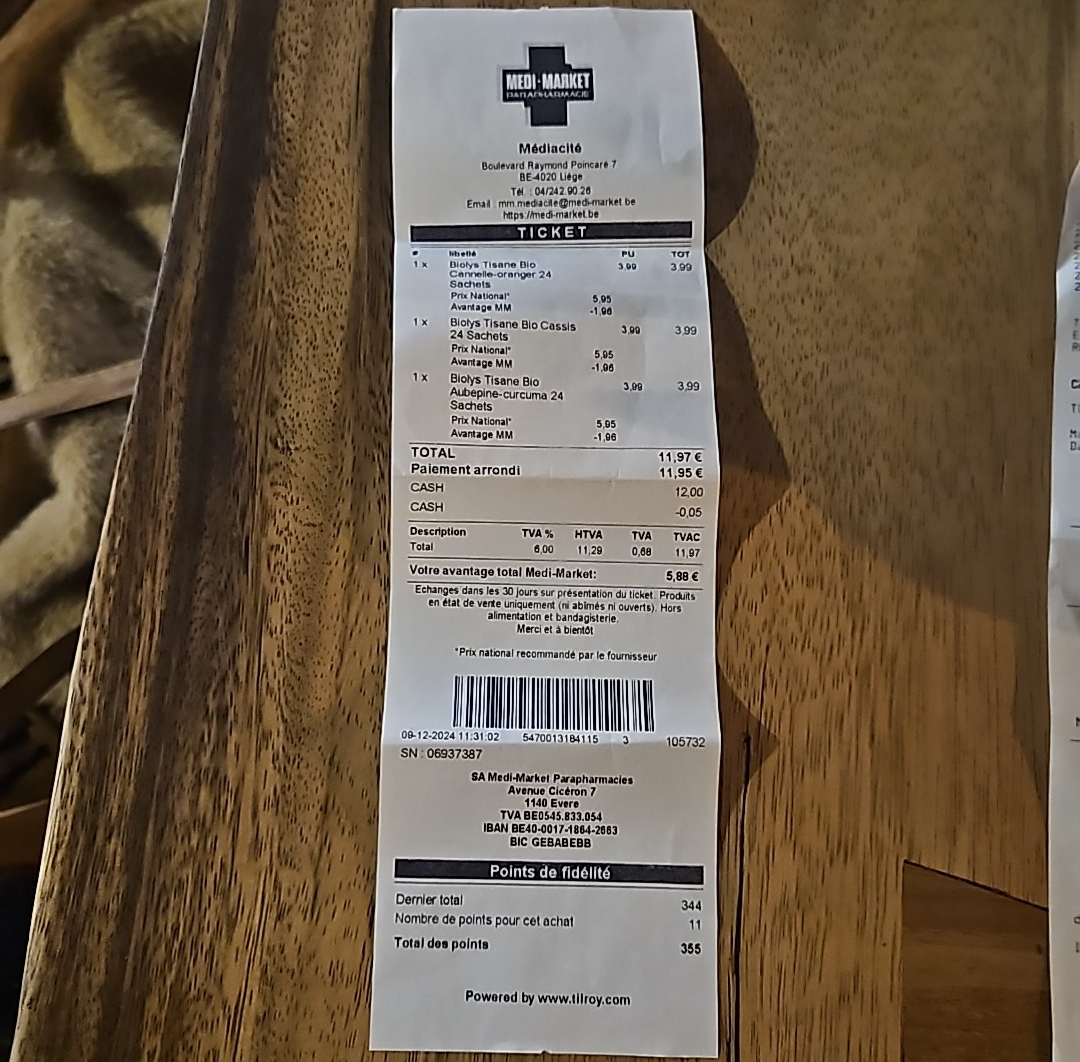 MEDI·MARKET
PARAPHARMACIE
Médiacité
Boulevard Raymond Poincaré 7
BE-4020 Liège
Tél. : 04/242.90.26
Email : mm.mediacite@medi-market.be
https://medi-market.be
TICKET
# libellé PU TOT
1 x Biolys Tisane Bio 3,99 3,99
Cannelle-oranger 24
Sachets
Prix National* 5,95
Avantage MM -1,96
1 x Biolys Tisane Bio Cassis 3,99 3,99
24 Sachets
Prix National* 5,95
Avantage MM -1,96
1 x Biolys Tisane Bio 3,99 3,99
Aubepine-curcuma 24
Sachets
Prix National* 5,95
Avantage MM -1,96
TOTAL 11,97 €
Paiement arrondi 11,95 €
CASH 12,00
CASH -0,05
Description TVA % HTVA TVA TVAC
Total 6,00 11,29 0,68 11,97
Votre avantage total Medi-Market: 5,88 €
Echanges dans les 30 jours sur présentation du ticket. Produits
en état de vente uniquement (ni abîmés ni ouverts). Hors
alimentation et bandagisterie.
Merci et à bientôt
*Prix national recommandé par le fournisseur
09-12-2024 11:31:02 5470013184115 3 105732
SN : 06937387
SA Medi-Market Parapharmacies
Avenue Cicéron 7
1140 Evere
TVA BE0545.833.054
IBAN BE40-0017-1864-2663
BIC GEBABEBB
Points de fidélité
Dernier total 344
Nombre de points pour cet achat 11
Total des points 355
Powered by www.tilroy.com